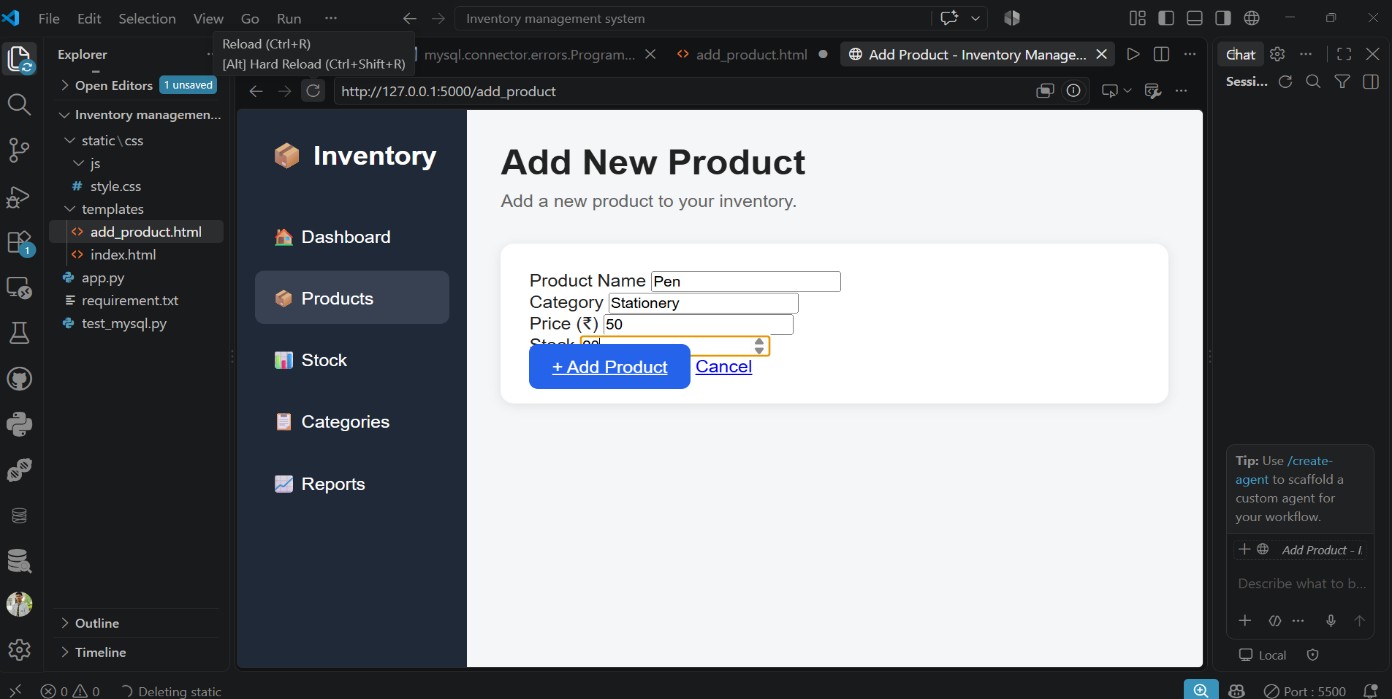 File Edit Selection View Go Run ···
Inventory management system
Explorer
Reload (Ctrl+R)
[Alt] Hard Reload (Ctrl+Shift+R)
mysql.connector.errors.Program...
add_product.html
Add Product - Inventory Manage...
Chat
Open Editors 1 unsaved
http://127.0.0.1:5000/add_product
Sessi...
Inventory managemen...
static\css
js
# style.css
templates
<> add_product.html
<> index.html
app.py
requirement.txt
test_mysql.py
1
Outline
Timeline
Inventory
Dashboard
Products
Stock
Categories
Reports
Add New Product
Add a new product to your inventory.
Product Name Pen
Category Stationery
Price (₹) 50
Stock
+ Add Product Cancel
Tip: Use /create-
agent to scaffold a
custom agent for
your workflow.
Add Product - I
Describe what to b...
Local
0 0 Deleting static
Port : 5500